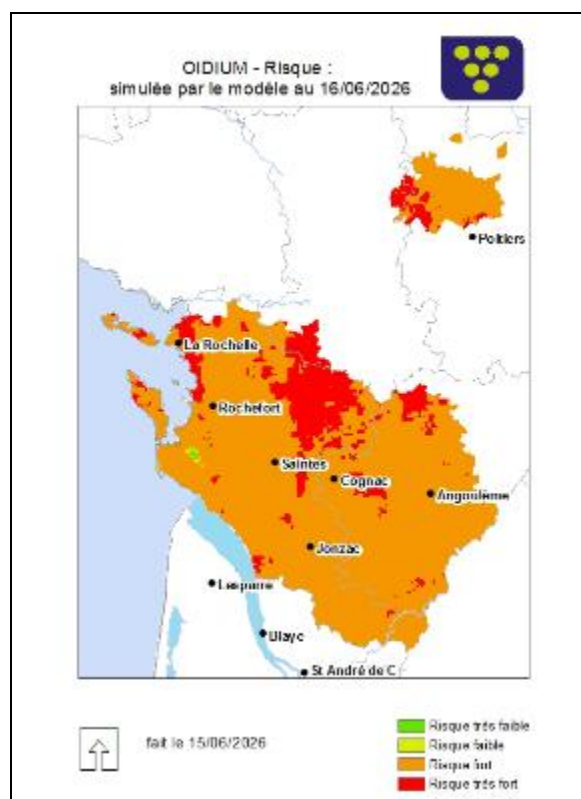 OIDIUM - Risque :
simulée par le modèle au 16/06/2026
Poitiers
La Rochelle
Rochefort
Saintes
Cognac
Angoulême
Jonzac
Lesparre
Blaye
St André de C
fait le 15/06/2026
Risque très faible
Risque faible
Risque fort
Risque très fort